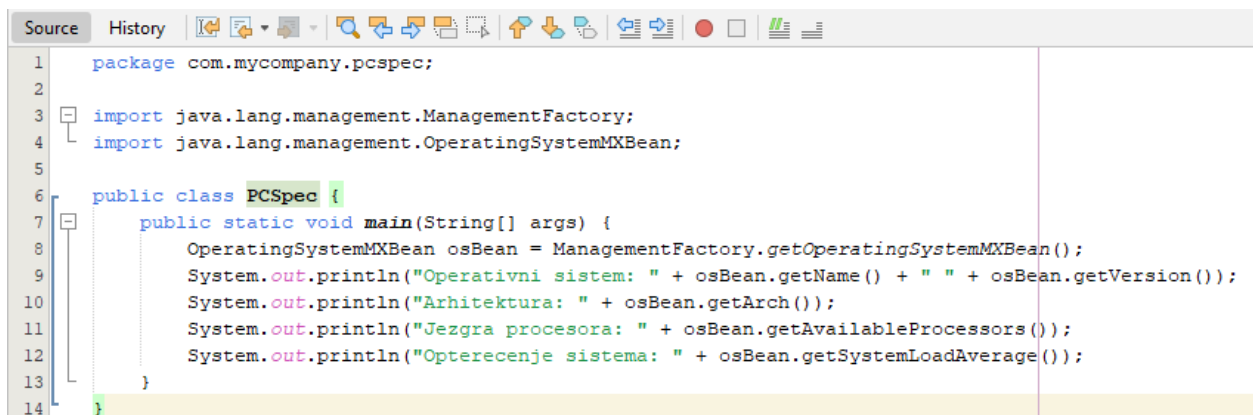 Source History
1 package com.mycompany.pcspec;
2
3 import java.lang.management.ManagementFactory;
4 import java.lang.management.OperatingSystemMXBean;
5
6 public class PCSpec {
7     public static void main(String[] args) {
8         OperatingSystemMXBean osBean = ManagementFactory.getOperatingSystemMXBean();
9         System.out.println("Operativni sistem: " + osBean.getName() + " " + osBean.getVersion());
10         System.out.println("Arhitektura: " + osBean.getArch());
11         System.out.println("Jezgra procesora: " + osBean.getAvailableProcessors());
12         System.out.println("Opterecenje sistema: " + osBean.getSystemLoadAverage());
13     }
14 }